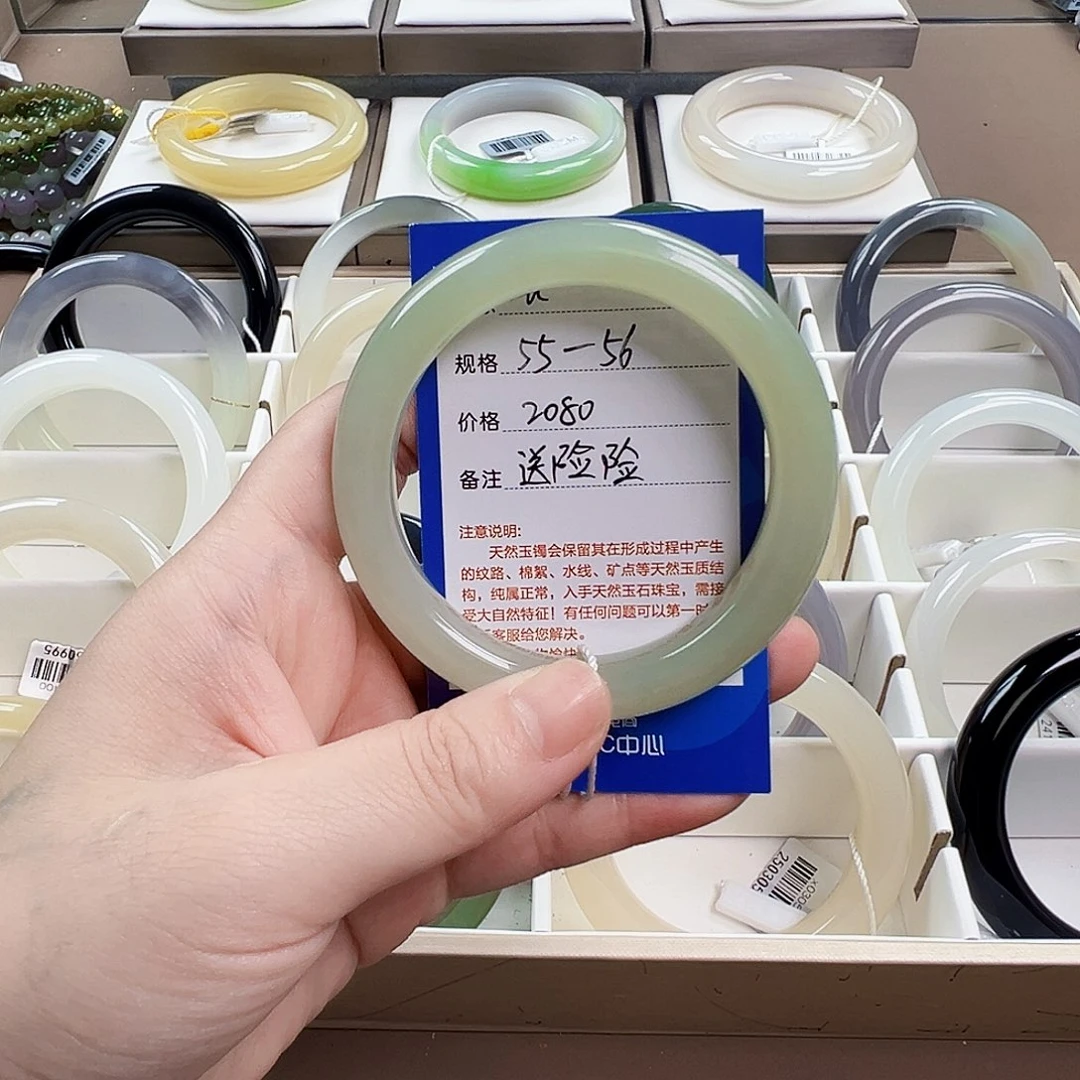 规格 55-56
价格 2080
备注 送险险
注意说明:
天然玉镯会保留其在形成过程中产生
的纹路、棉絮、水线、矿点等天然玉质结
构，纯属正常，入手天然玉石珠宝，需接
受大自然特征！有任何问题可以第一时
客服给您解决。
C中心
250305